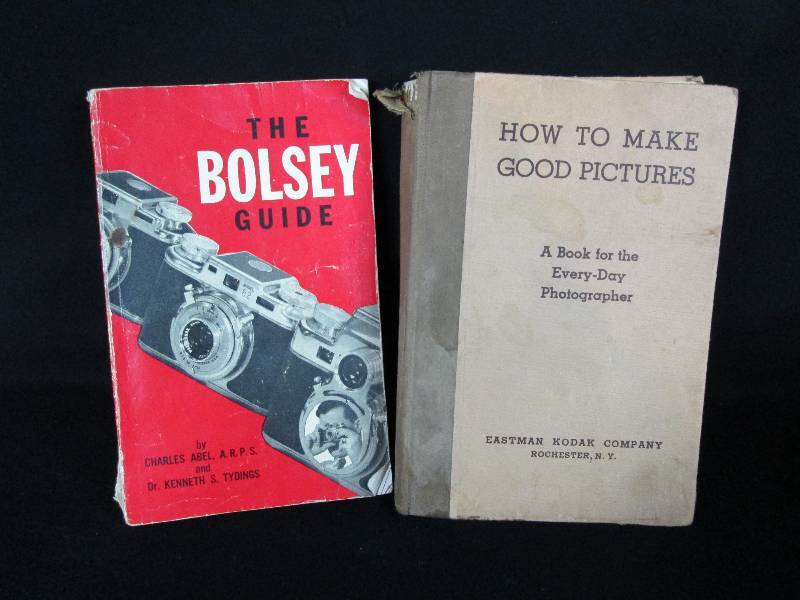 THE
BOLSEY
GUIDE
by
CHARLES ABEL, A.R.P.S.
and
Dr. KENNETH S. TYDINGS
HOW TO MAKE
GOOD PICTURES
A Book for the
Every-Day
Photographer
EASTMAN KODAK COMPANY
ROCHESTER, N. Y.